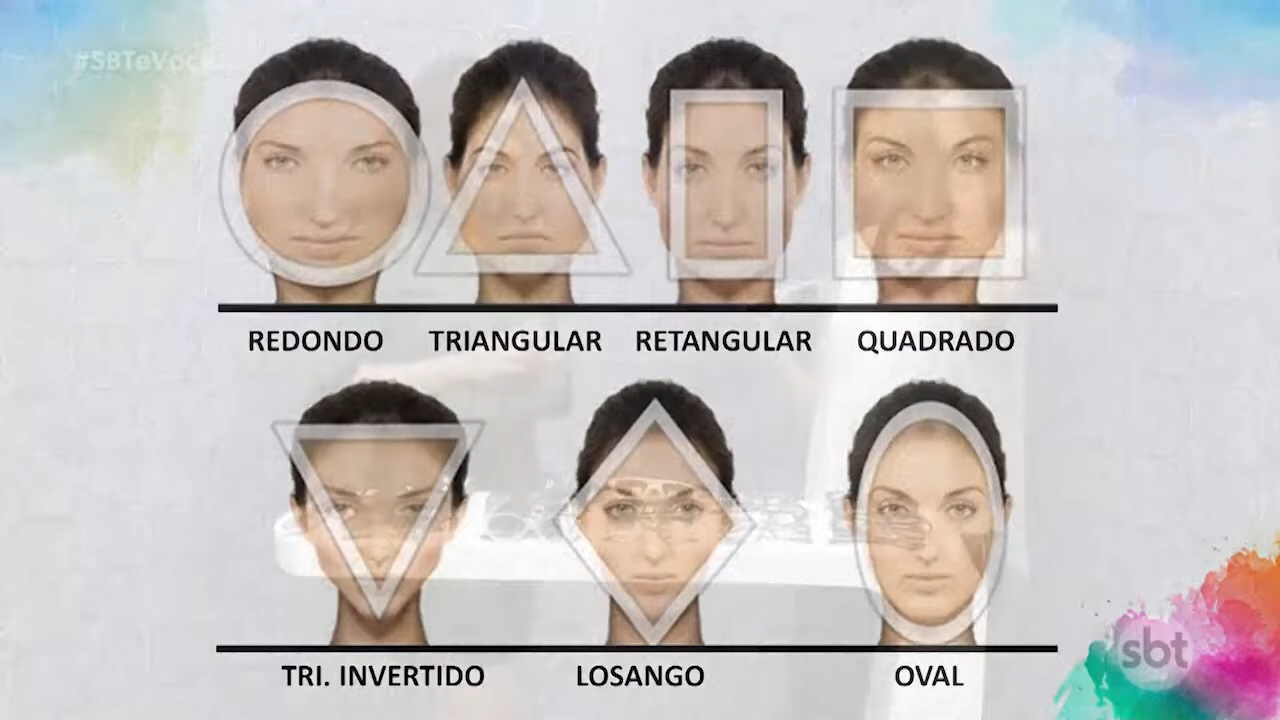 #SBTeVocê
REDONDO TRIANGULAR RETANGULAR QUADRADO
TRI. INVERTIDO LOSANGO OVAL
sbt